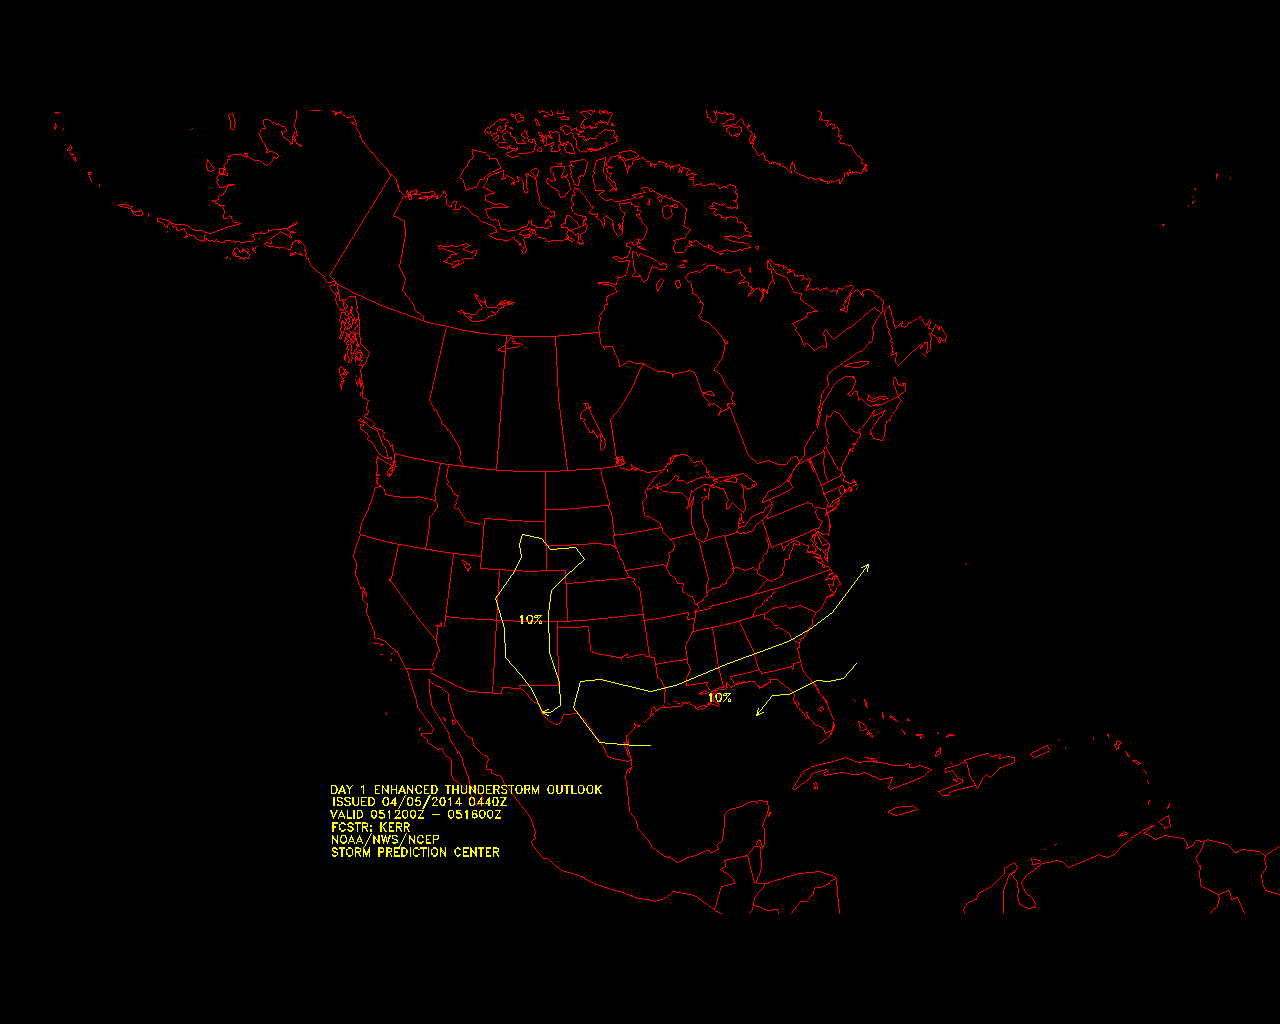 10%
10%
DAY 1 ENHANCED THUNDERSTORM OUTLOOK
ISSUED 04/05/2014 0440Z
VALID 051200Z - 051600Z
FCSTR: KERR
NOAA/NWS/NCEP
STORM PREDICTION CENTER